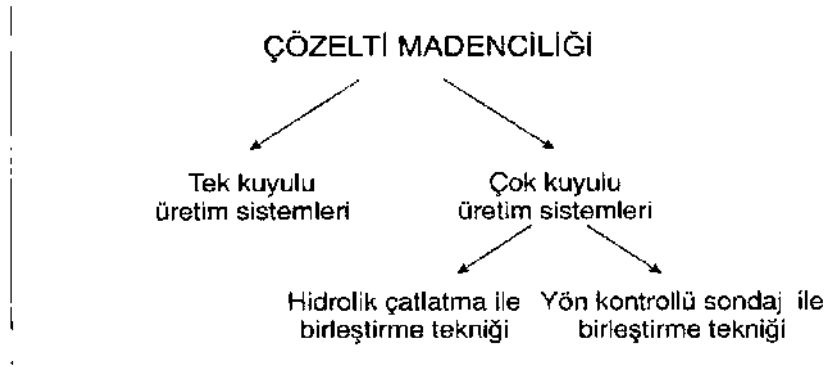 ÇÖZELTİ MADENCİLİĞİ
Tek kuyulu
üretim sistemleri
Çok kuyulu
üretim sistemleri
Hidrolik çatlatma ile
birleştirme tekniği
Yön kontrollü sondaj ile
birleştirme tekniği